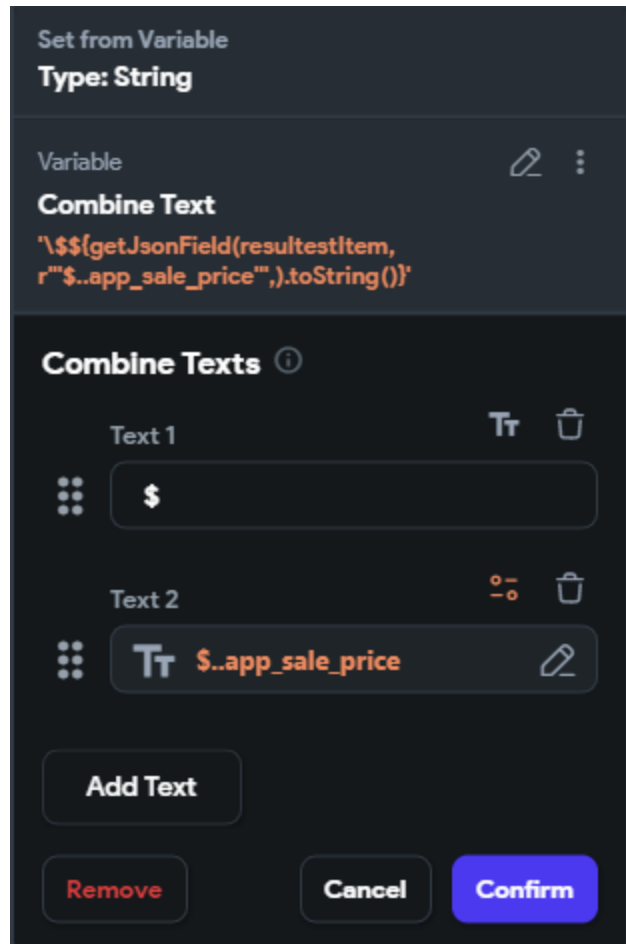 Set from Variable
Type: String
Variable
Combine Text
'\$${getJsonField(resultestItem,
r'''$..app_sale_price''',).toString()}'
Combine Texts
Text 1
$
Text 2
$..app_sale_price
Add Text
Remove
Cancel
Confirm